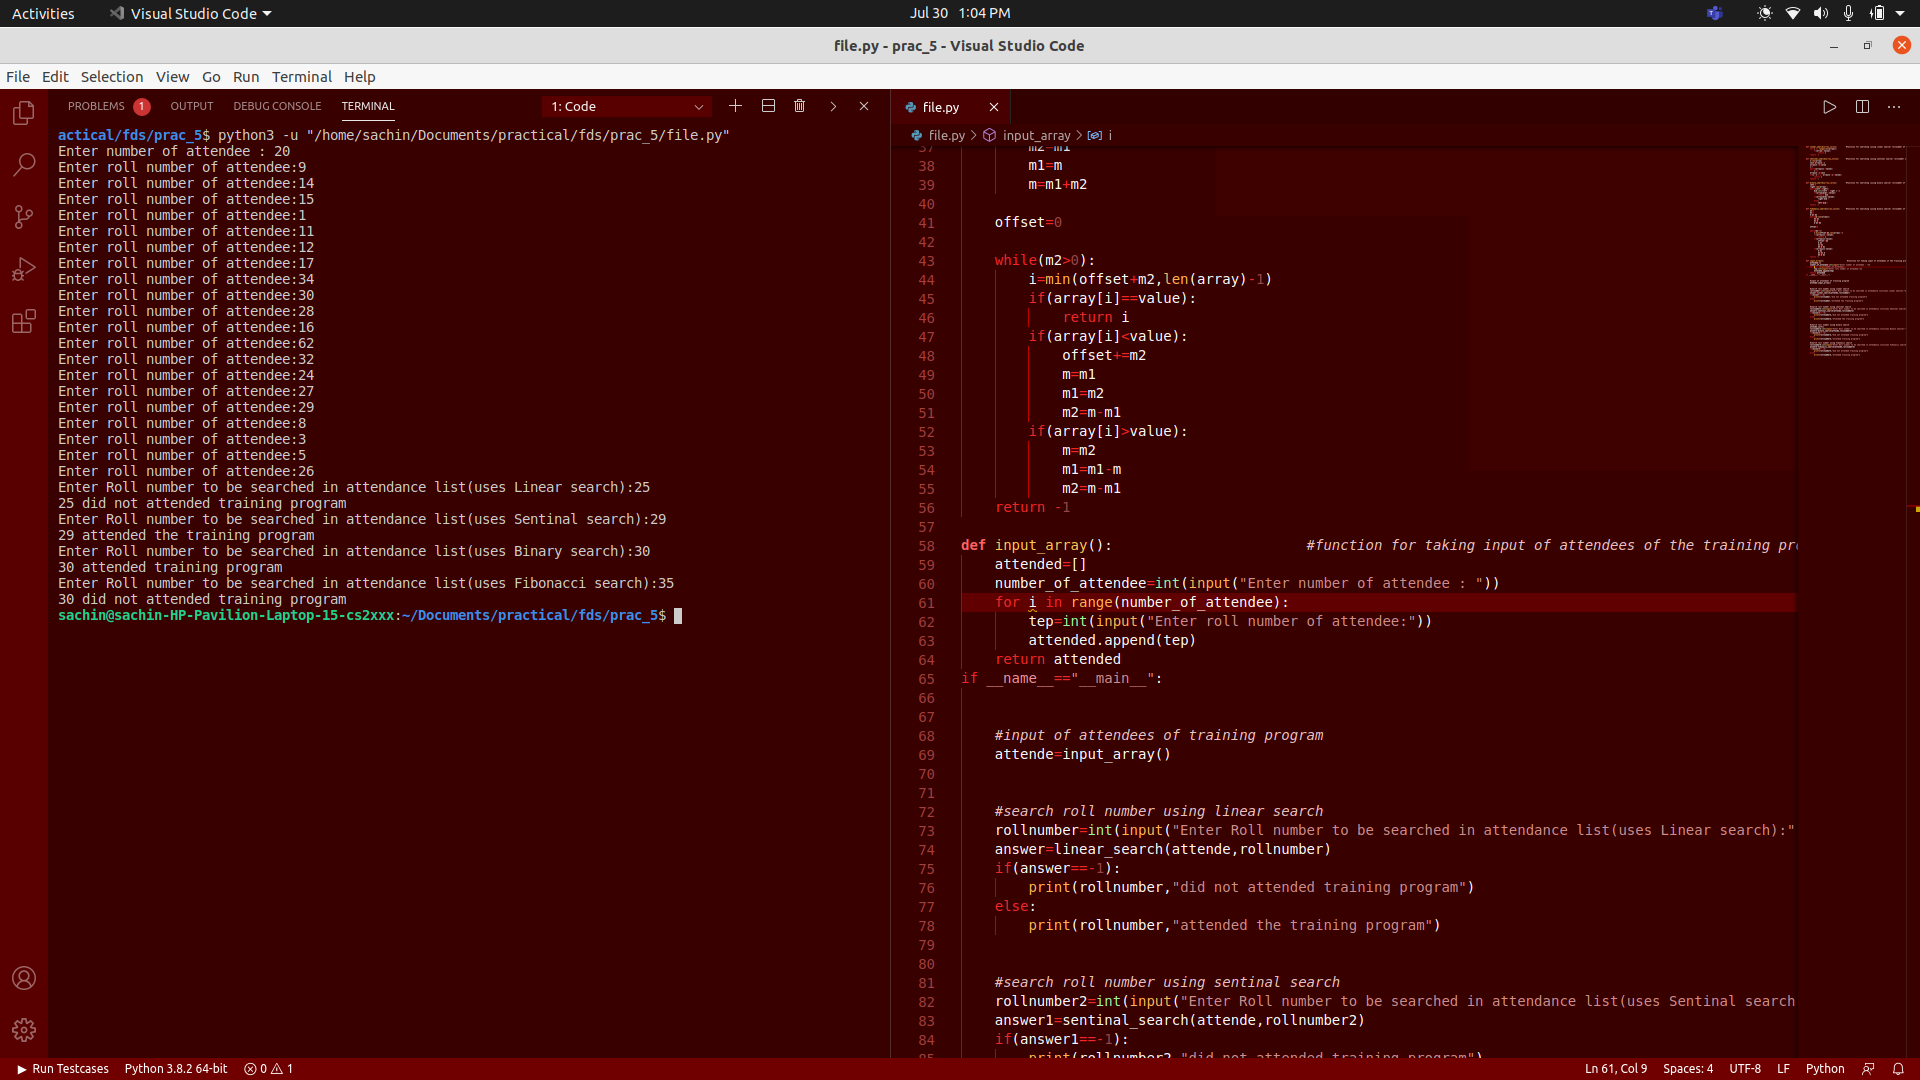 Activities
Visual Studio Code
Jul 30 1:04 PM
file.py - prac_5 - Visual Studio Code
File Edit Selection View Go Run Terminal Help
PROBLEMS 1 OUTPUT DEBUG CONSOLE TERMINAL
1: Code
actical/fds/prac_5$ python3 -u "/home/sachin/Documents/practical/fds/prac_5/file.py"
Enter number of attendee : 20
Enter roll number of attendee:9
Enter roll number of attendee:14
Enter roll number of attendee:15
Enter roll number of attendee:1
Enter roll number of attendee:11
Enter roll number of attendee:12
Enter roll number of attendee:17
Enter roll number of attendee:34
Enter roll number of attendee:30
Enter roll number of attendee:28
Enter roll number of attendee:16
Enter roll number of attendee:62
Enter roll number of attendee:32
Enter roll number of attendee:24
Enter roll number of attendee:27
Enter roll number of attendee:29
Enter roll number of attendee:8
Enter roll number of attendee:3
Enter roll number of attendee:5
Enter roll number of attendee:26
Enter Roll number to be searched in attendance list(uses Linear search):25
25 did not attended training program
Enter Roll number to be searched in attendance list(uses Sentinal search):29
29 attended the training program
Enter Roll number to be searched in attendance list(uses Binary search):30
30 attended training program
Enter Roll number to be searched in attendance list(uses Fibonacci search):35
30 did not attended training program
sachin@sachin-HP-Pavilion-Laptop-15-cs2xxx:~/Documents/practical/fds/prac_5$
file.py
file.py > input_array > i
37 m2=m1
38 m1=m
39 m=m1+m2
40
41 offset=0
42
43 while(m2>0):
44 i=min(offset+m2,len(array)-1)
45 if(array[i]==value):
46 return i
47 if(array[i]<value):
48 offset+=m2
49 m=m1
50 m1=m2
51 m2=m-m1
52 if(array[i]>value):
53 m=m2
54 m1=m1-m
55 m2=m-m1
56 return -1
57
58 def input_array(): #function for taking input of attendees of the training pr
59 attended=[]
60 number_of_attendee=int(input("Enter number of attendee : "))
61 for i in range(number_of_attendee):
62 tep=int(input("Enter roll number of attendee:"))
63 attended.append(tep)
64 return attended
65 if __name__=="__main__":
66
67
68 #input of attendees of training program
69 attende=input_array()
70
71
72 #search roll number using linear search
73 rollnumber=int(input("Enter Roll number to be searched in attendance list(uses Linear search):"
74 answer=linear_search(attende,rollnumber)
75 if(answer==-1):
76 print(rollnumber,"did not attended training program")
77 else:
78 print(rollnumber,"attended the training program")
79
80
81 #search roll number using sentinal search
82 rollnumber2=int(input("Enter Roll number to be searched in attendance list(uses Sentinal search
83 answer1=sentinal_search(attende,rollnumber2)
84 if(answer1==-1):
85 print(rollnumber2,"did not attended training program")
Run Testcases Python 3.8.2 64-bit 0 1
Ln 61, Col 9 Spaces: 4 UTF-8 LF Python